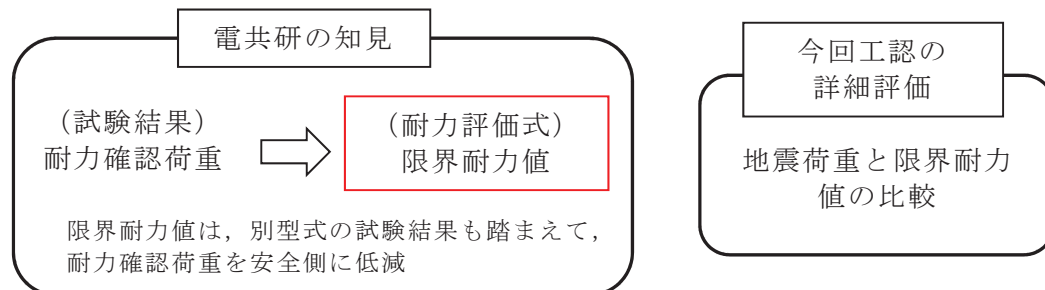 電共研の知見
（試験結果）
耐力確認荷重
（耐力評価式）
限界耐力値
限界耐力値は，別型式の試験結果も踏まえて，
耐力確認荷重を安全側に低減
今回工認の
詳細評価
地震荷重と限界耐力
値の比較